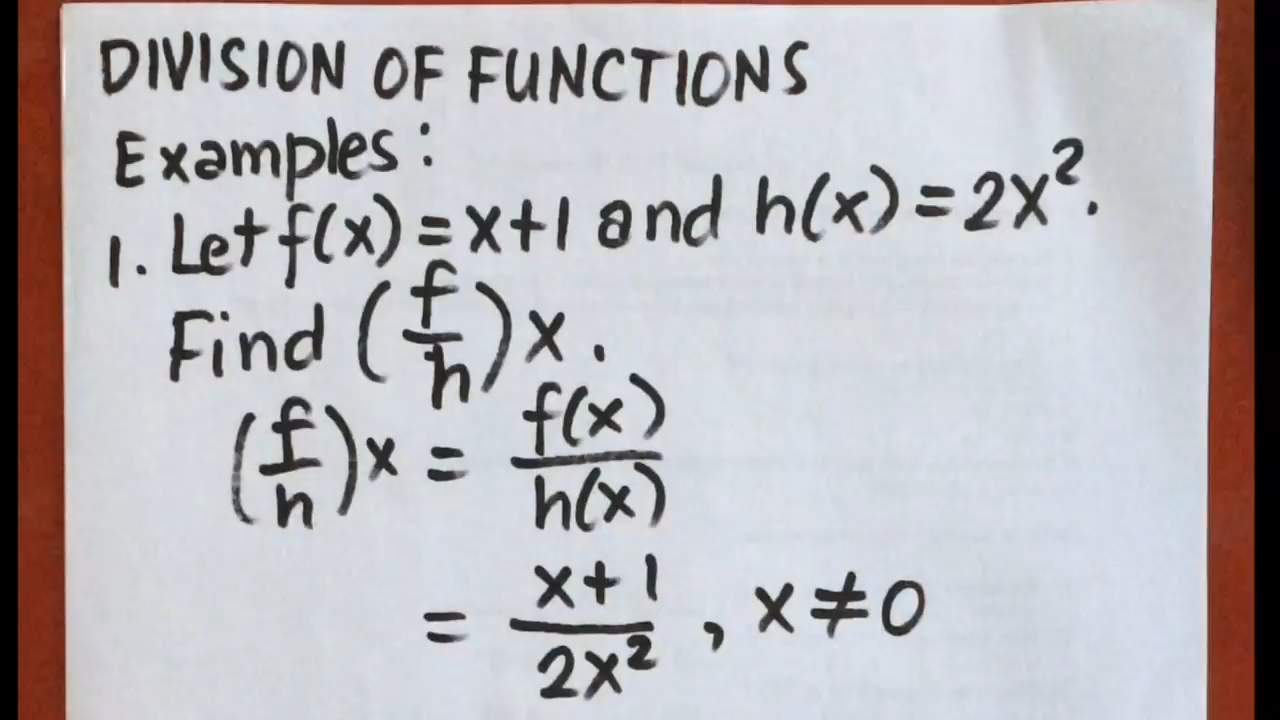 DIVISION OF FUNCTIONS
Examples:
1. Let f(x) = x+1 and h(x) = 2x².
Find (f/h)x.
(f/h)x = f(x)/h(x)
= x+1/2x², x≠0